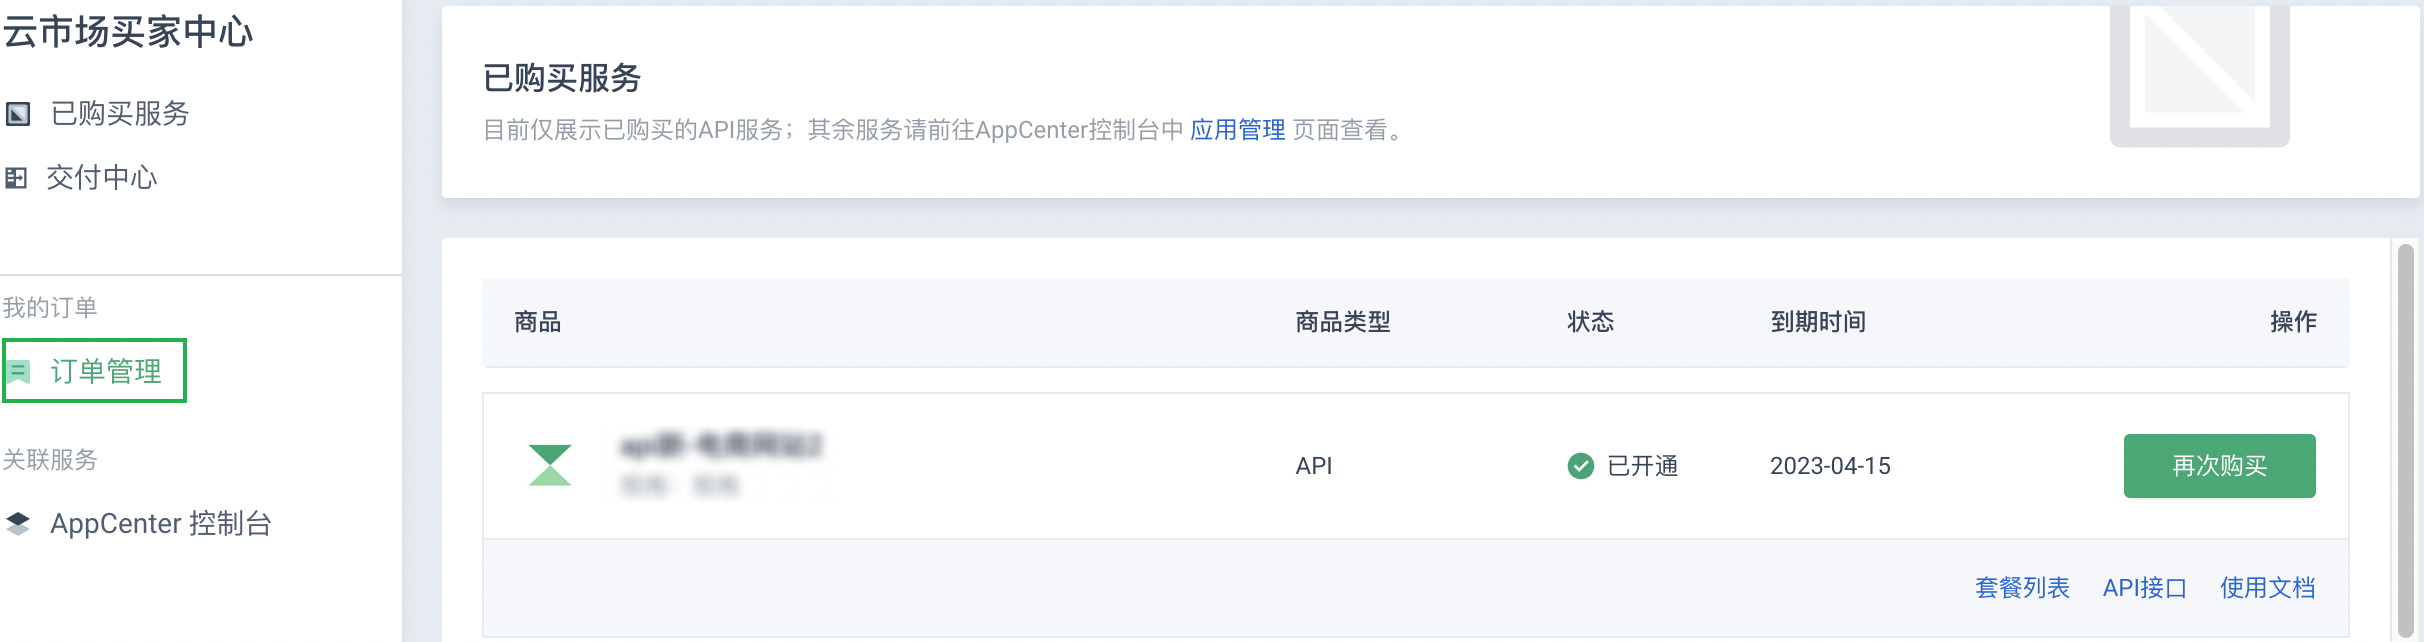 云市场买家中心
已购买服务
交付中心
我的订单
订单管理
关联服务
AppCenter 控制台
已购买服务
目前仅展示已购买的API服务；其余服务请前往AppCenter控制台中 应用管理 页面查看。
商品 商品类型 状态 到期时间 操作
API 已开通 2023-04-15 再次购买
套餐列表 API接口 使用文档